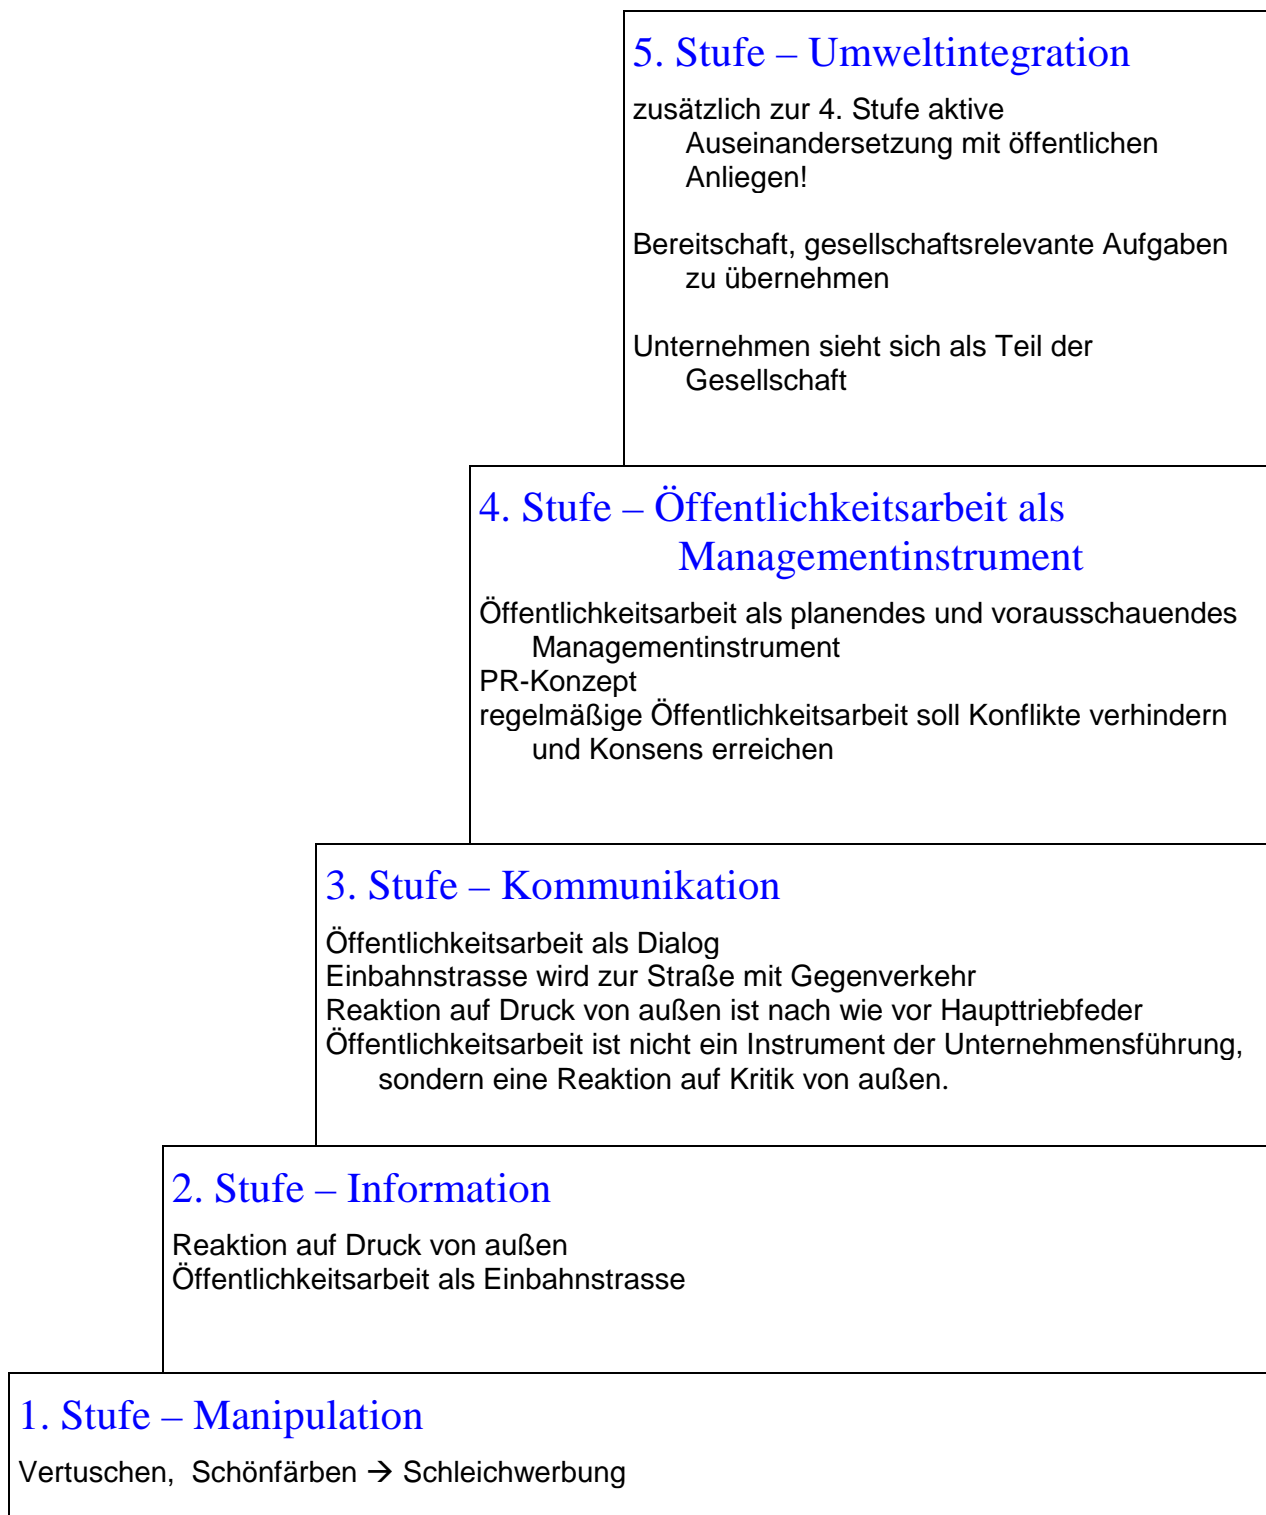 5. Stufe – Umweltintegration
zusätzlich zur 4. Stufe aktive
Auseinandersetzung mit öffentlichen
Anliegen!
Bereitschaft, gesellschaftsrelevante Aufgaben
zu übernehmen
Unternehmen sieht sich als Teil der
Gesellschaft
4. Stufe – Öffentlichkeitsarbeit als
Managementinstrument
Öffentlichkeitsarbeit als planendes und vorausschauendes
Managementinstrument
PR-Konzept
regelmäßige Öffentlichkeitsarbeit soll Konflikte verhindern
und Konsens erreichen
3. Stufe – Kommunikation
Öffentlichkeitsarbeit als Dialog
Einbahnstrasse wird zur Straße mit Gegenverkehr
Reaktion auf Druck von außen ist nach wie vor Haupttriebfeder
Öffentlichkeitsarbeit ist nicht ein Instrument der Unternehmensführung,
sondern eine Reaktion auf Kritik von außen.
2. Stufe – Information
Reaktion auf Druck von außen
Öffentlichkeitsarbeit als Einbahnstrasse
1. Stufe – Manipulation
Vertuschen,  Schönfärben → Schleichwerbung